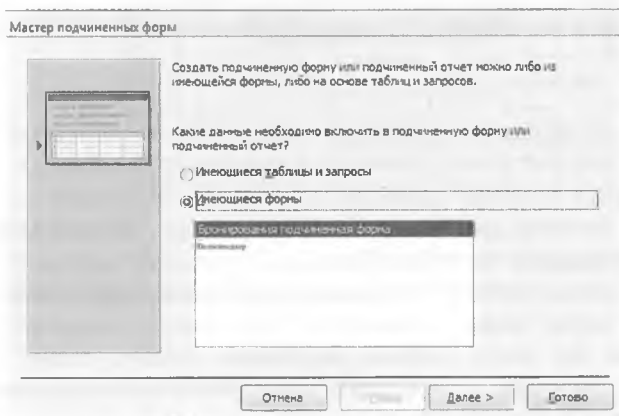 Мастер подчиненных форм
Создать подчиненную форму или подчиненный отчет можно либо из
имеющейся формы, либо на основе таблиц и запросов.
Какие данные необходимо включить в подчиненную форму или
подчиненный отчет?
Имеющиеся таблицы и запросы
Имеющиеся формы
Бронирования подчиненная форма
Отмена
Далее >
Готово